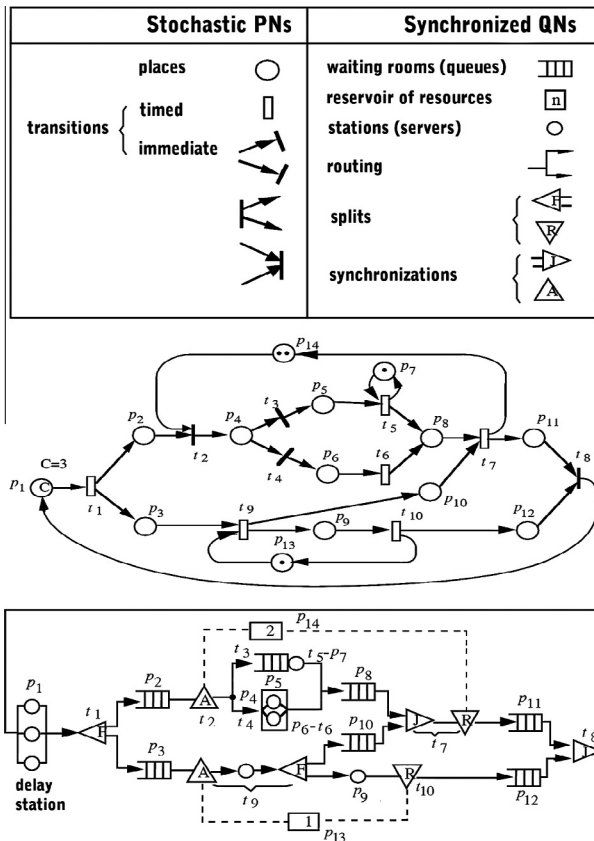 Stochastic PNs
Synchronized QNs
places
transitions
timed
immediate
waiting rooms (queues)
reservoir of resources
n
stations (servers)
routing
splits
F
R
synchronizations
J
A
p14
p7
p5
t3
p2
p4
t5
p8
p11
t2
t8
C=3
t4
p6
t6
t7
p1
C
t1
p10
t9
p3
p9
t10
p12
p13
p14
2
t3
t5-p7
p1
p2
p5
p8
p11
t1
A
p4
t8
F
t2
t4
p6-t6
p10
J
R
t7
J
p3
A
F
R
delay
station
t9
p9
t10
p12
1
p13